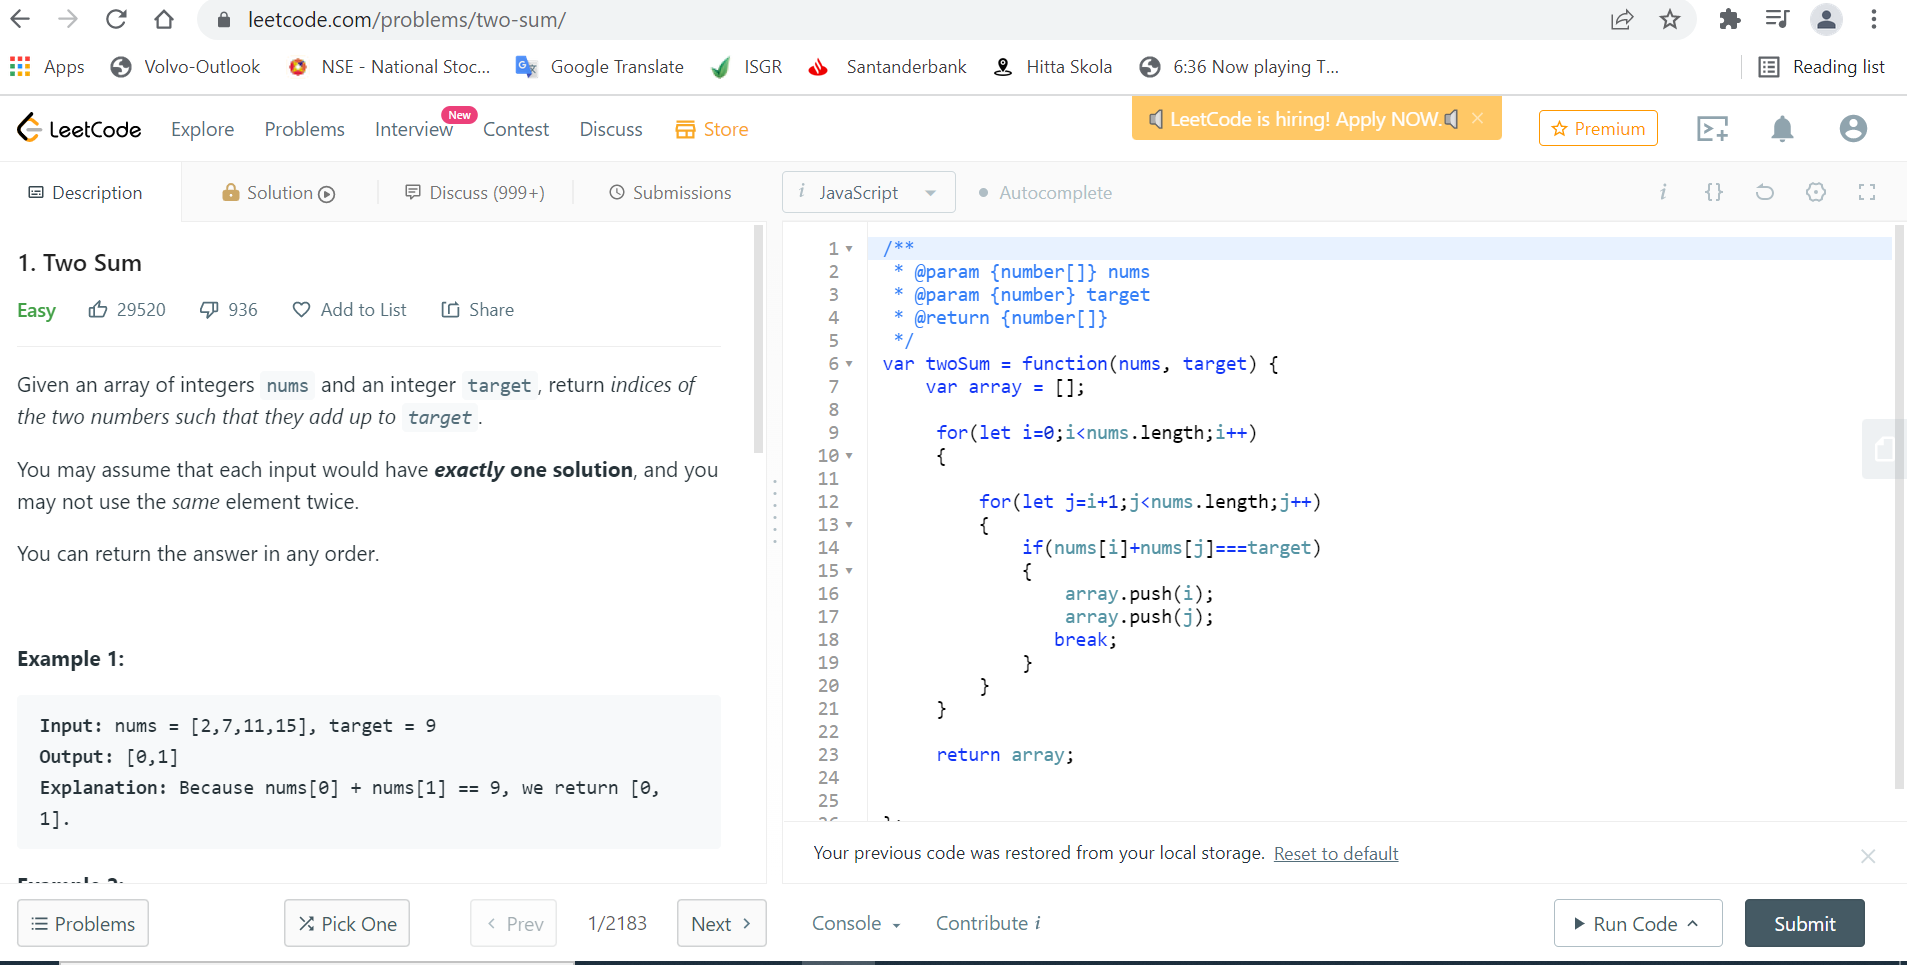 leetcode.com/problems/two-sum/
Apps Volvo-Outlook NSE - National Stoc... Google Translate ISGR Santanderbank Hitta Skola 6:36 Now playing T... Reading list
LeetCode Explore Problems Interview New Contest Discuss Store LeetCode is hiring! Apply NOW. × Premium
Description Solution Discuss (999+) Submissions i JavaScript Autocomplete i {}
1. Two Sum
Easy 29520 936 Add to List Share
Given an array of integers nums and an integer target, return indices of
the two numbers such that they add up to target.
You may assume that each input would have exactly one solution, and you
may not use the same element twice.
You can return the answer in any order.
Example 1:
Input: nums = [2,7,11,15], target = 9
Output: [0,1]
Explanation: Because nums[0] + nums[1] == 9, we return [0,
1].
1 /**
2 * @param {number[]} nums
3 * @param {number} target
4 * @return {number[]}
5 */
6 var twoSum = function(nums, target) {
7 var array = [];
8
9 for(let i=0;i<nums.length;i++)
10 {
11
12 for(let j=i+1;j<nums.length;j++)
13 {
14 if(nums[i]+nums[j]===target)
15 {
16 array.push(i);
17 array.push(j);
18 break;
19 }
20 }
21 }
22
23 return array;
24
25
Your previous code was restored from your local storage. Reset to default
Problems Pick One < Prev 1/2183 Next > Console Contribute i Run Code Submit